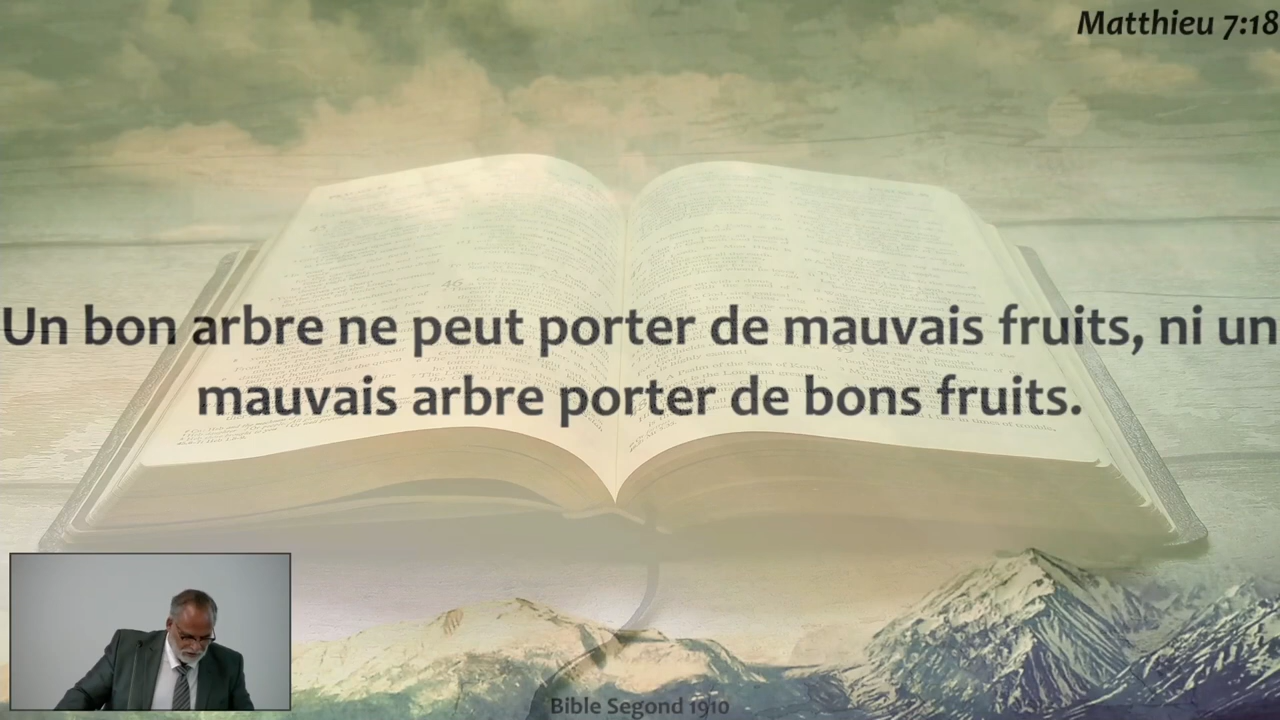 Matthieu 7:18
Un bon arbre ne peut porter de mauvais fruits, ni un
mauvais arbre porter de bons fruits.
Bible Segond 1910